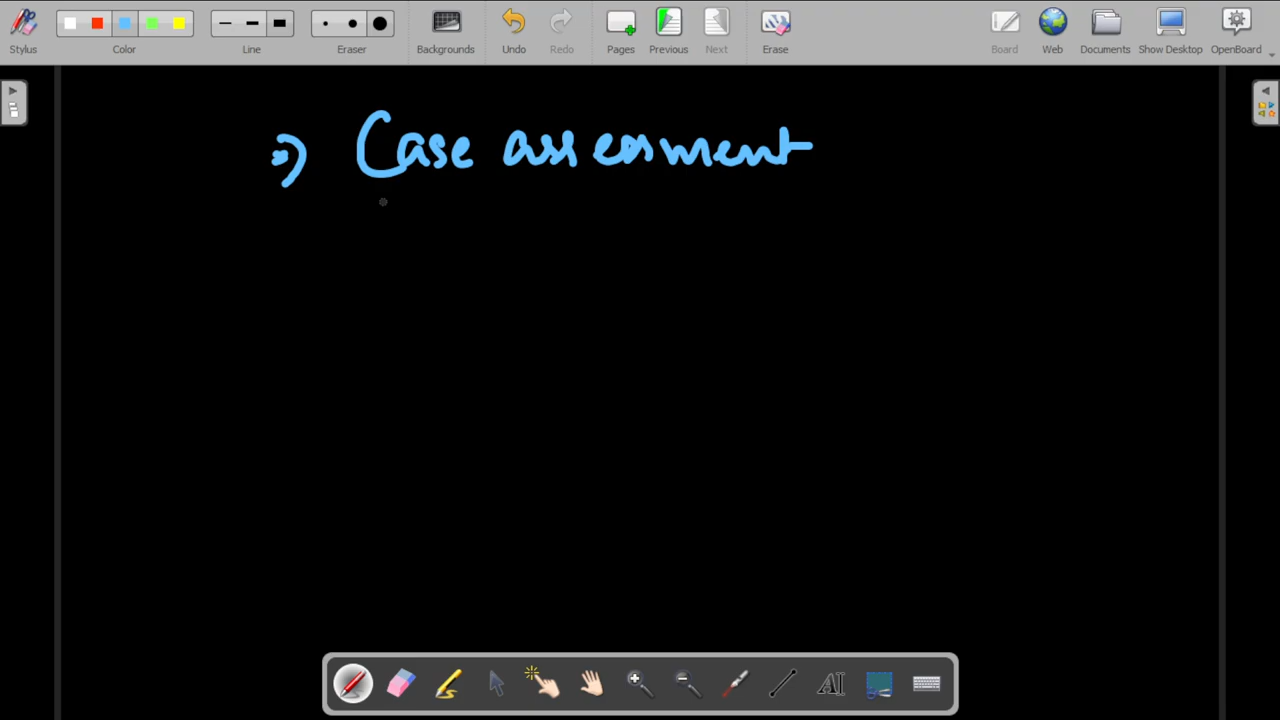 Stylus
Color
Line
Eraser
Backgrounds
Undo
Redo
Pages
Previous
Next
Erase
Board
Web
Documents
Show Desktop
OpenBoard
⇒ Case assessment
AI